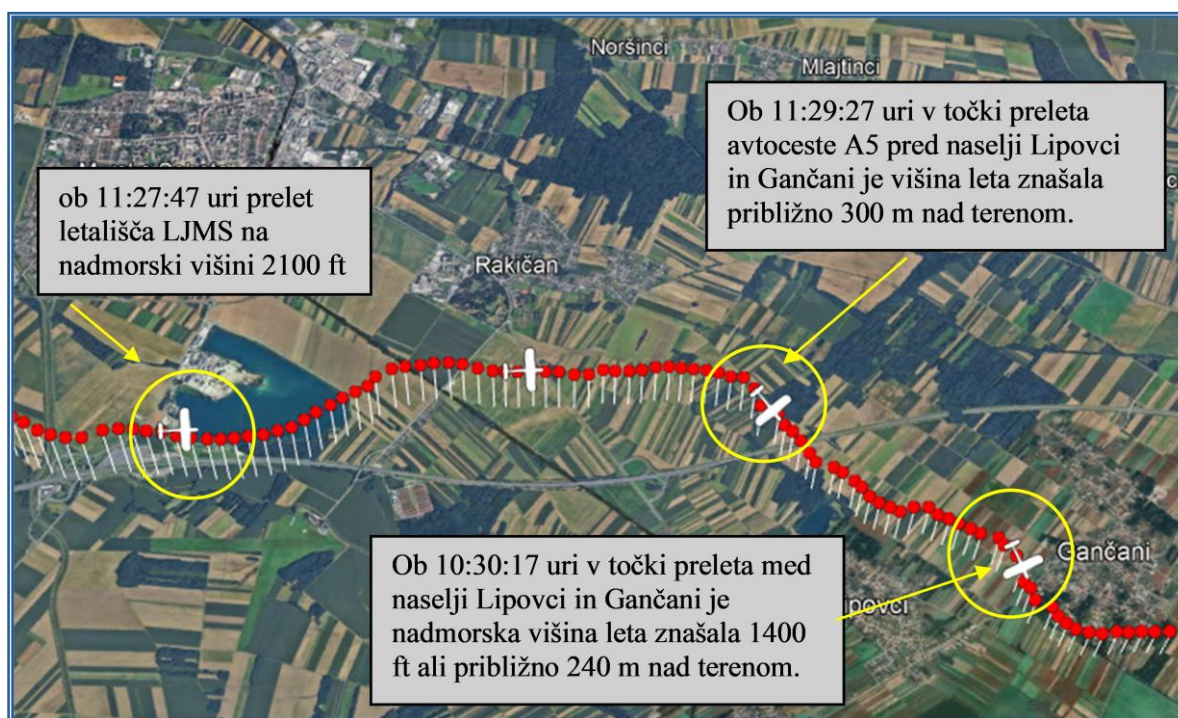 Noršinci
Mlajtinci
Ob 11:29:27 uri v točki preleta
avtoceste A5 pred naselji Lipovci
in Gančani je višina leta znašala
približno 300 m nad terenom.
ob 11:27:47 uri prelet
letališča LJMS na
nadmorski višini 2100 ft
Rakičan
Gančani
Ob 10:30:17 uri v točki preleta med
naselji Lipovci in Gančani je
nadmorska višina leta znašala 1400
ft ali približno 240 m nad terenom.